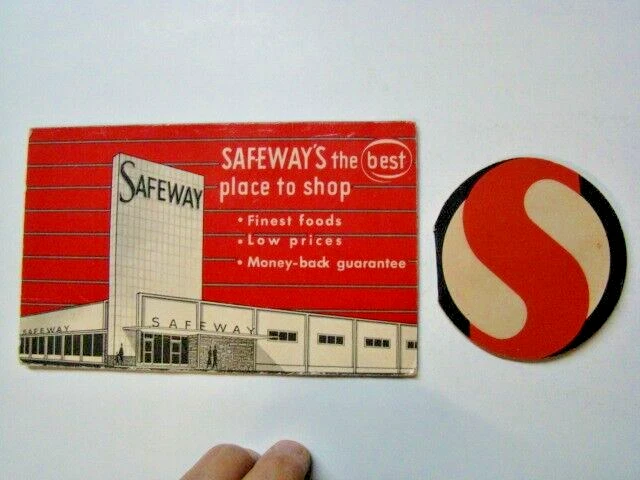 SAFEWAY'S the best
place to shop
• Finest foods
• Low prices
• Money-back guarantee
SAFEWAY
SAFEWAY
SAFEWAY
S